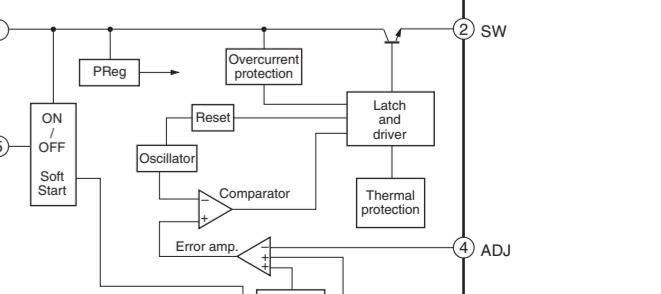 2 SW
PReg
Overcurrent
protection
ON
/
OFF
Soft
Start
Reset
Latch
and
driver
Oscillator
Comparator
−
+
Thermal
protection
Error amp.
−
+
+
4 ADJ